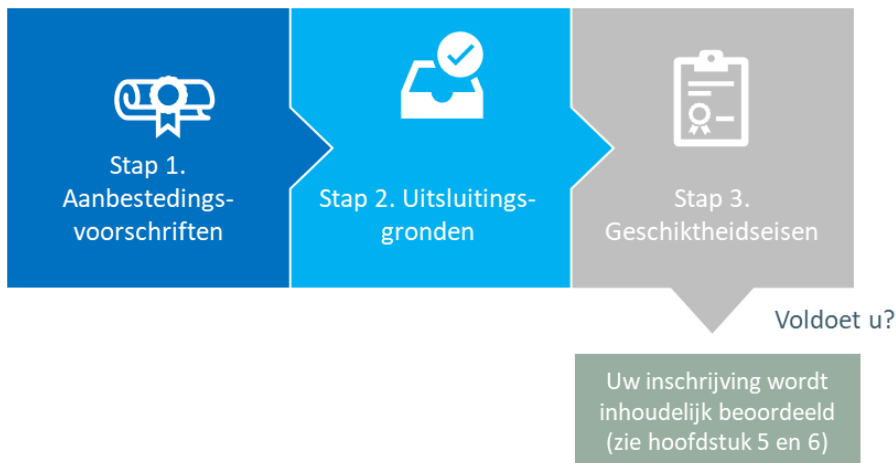 Stap 1.
Aanbestedings-
voorschriften
Stap 2. Uitsluitings-
gronden
Stap 3.
Geschiktheidseisen
Voldoet u?
Uw inschrijving wordt
inhoudelijk beoordeeld
(zie hoofdstuk 5 en 6)